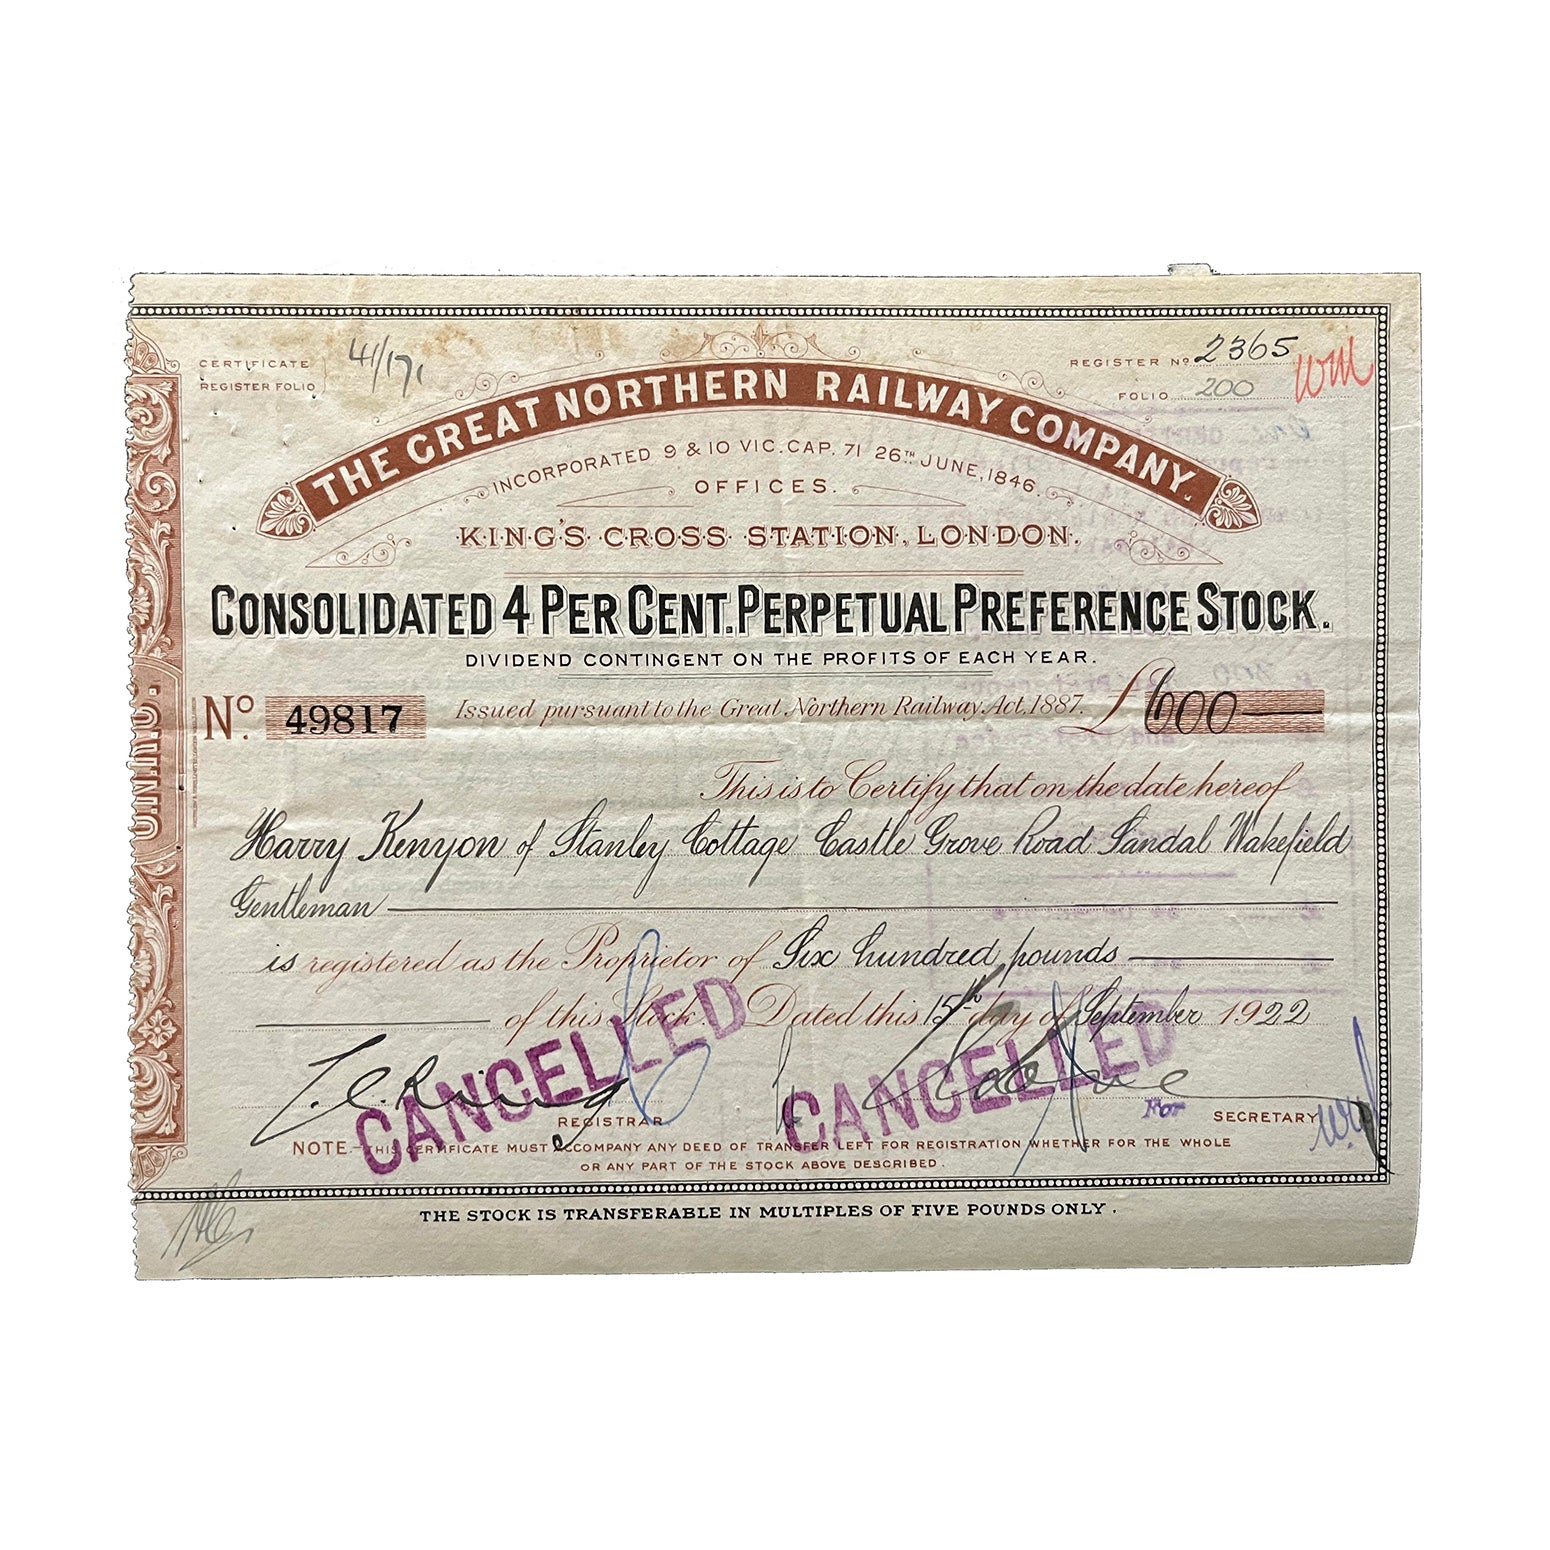 CERTIFICATE
REGISTER FOLIO
41/171
REGISTER Nº 2365
FOLIO 200
THE GREAT NORTHERN RAILWAY COMPANY.
INCORPORATED 9 & 10 VIC. CAP. 71 26TH JUNE, 1846.
OFFICES.
KING'S CROSS STATION, LONDON.
CONSOLIDATED 4 PER CENT. PERPETUAL PREFERENCE STOCK.
DIVIDEND CONTINGENT ON THE PROFITS OF EACH YEAR.
No. 49817 Issued pursuant to the Great Northern Railway Act, 1887. £600
This is to Certify that on the date hereof
Harry Kenyon of Stanley Cottage Castle Grove Road Sandal Wakefield
Gentleman
is registered as the Proprietor of Six hundred pounds
of this Stock. Dated this 15th day of September 1922
CANCELLED
CANCELLED
REGISTRAR
For SECRETARY
NOTE.—THIS CERTIFICATE MUST ACCOMPANY ANY DEED OF TRANSFER LEFT FOR REGISTRATION WHETHER FOR THE WHOLE
OR ANY PART OF THE STOCK ABOVE DESCRIBED.
THE STOCK IS TRANSFERABLE IN MULTIPLES OF FIVE POUNDS ONLY.